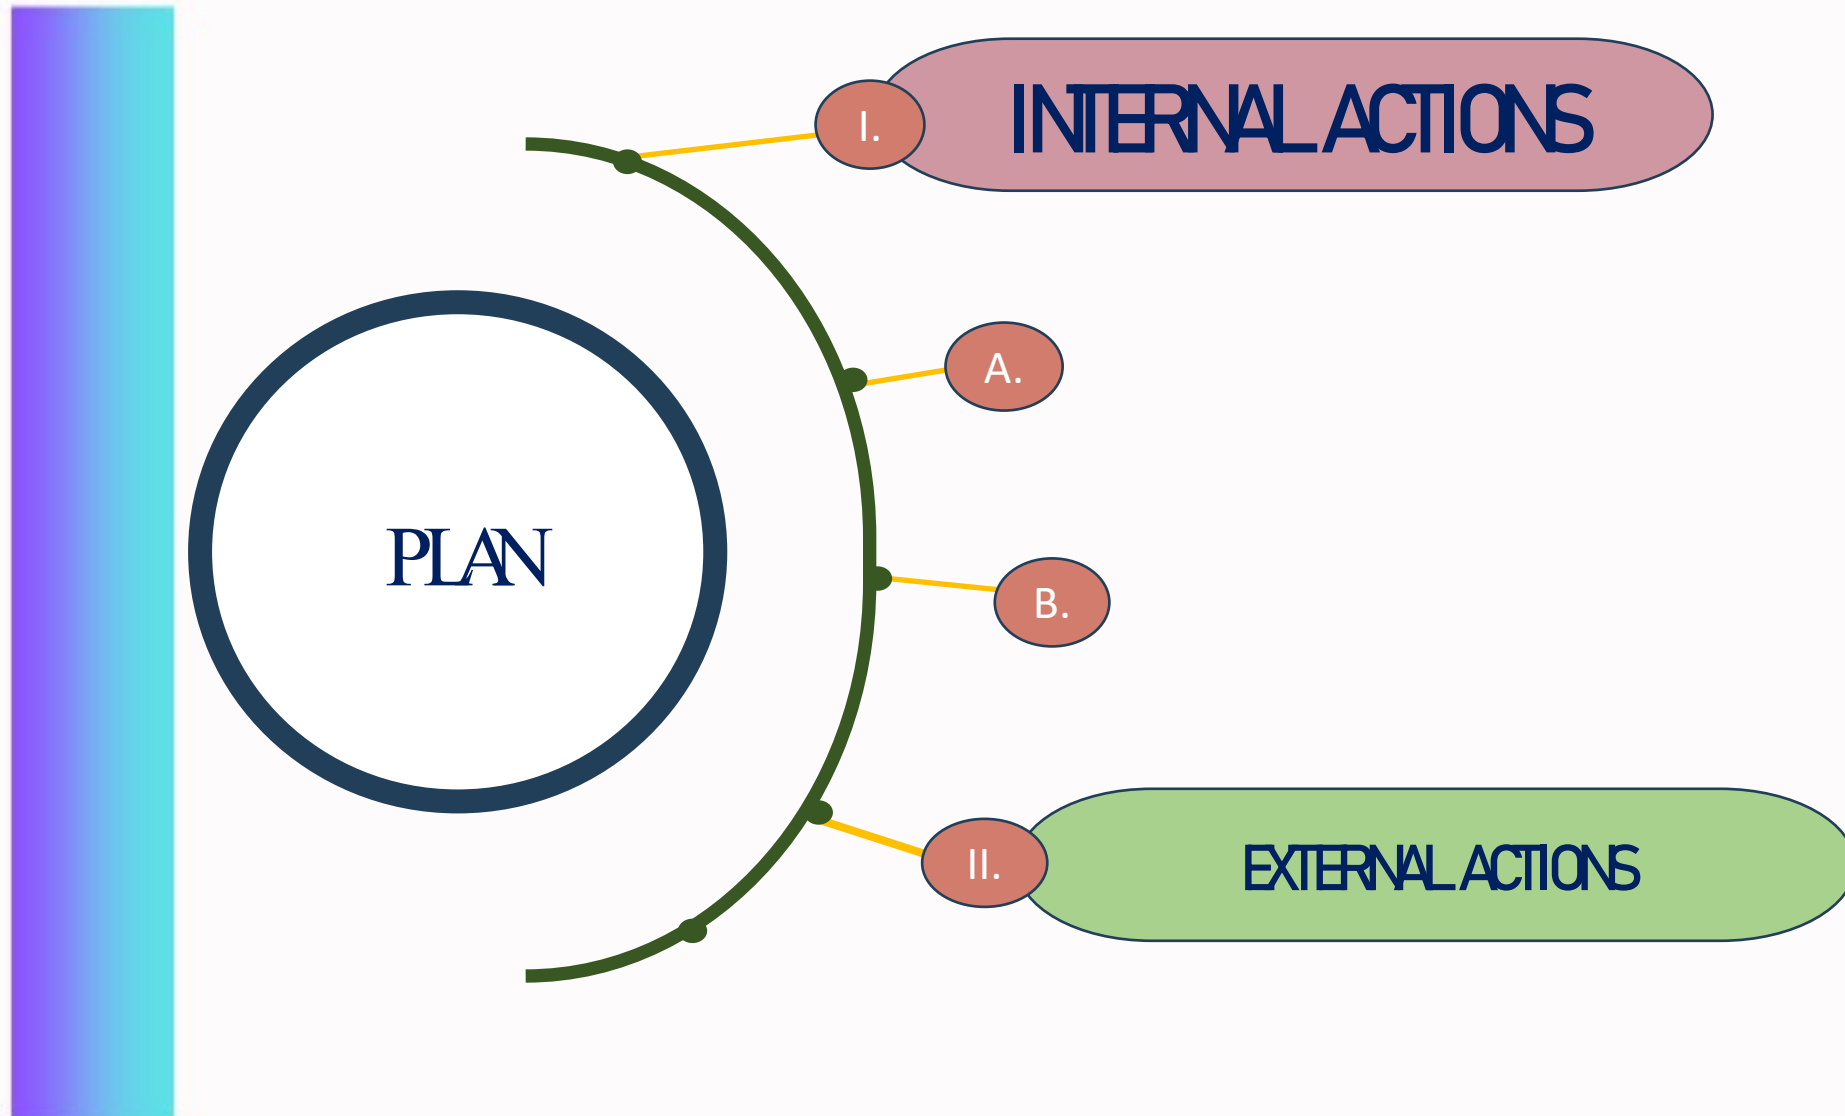 I.
INTERNAL ACTIONS
A.
PLAN
B.
II.
EXTERNAL ACTIONS